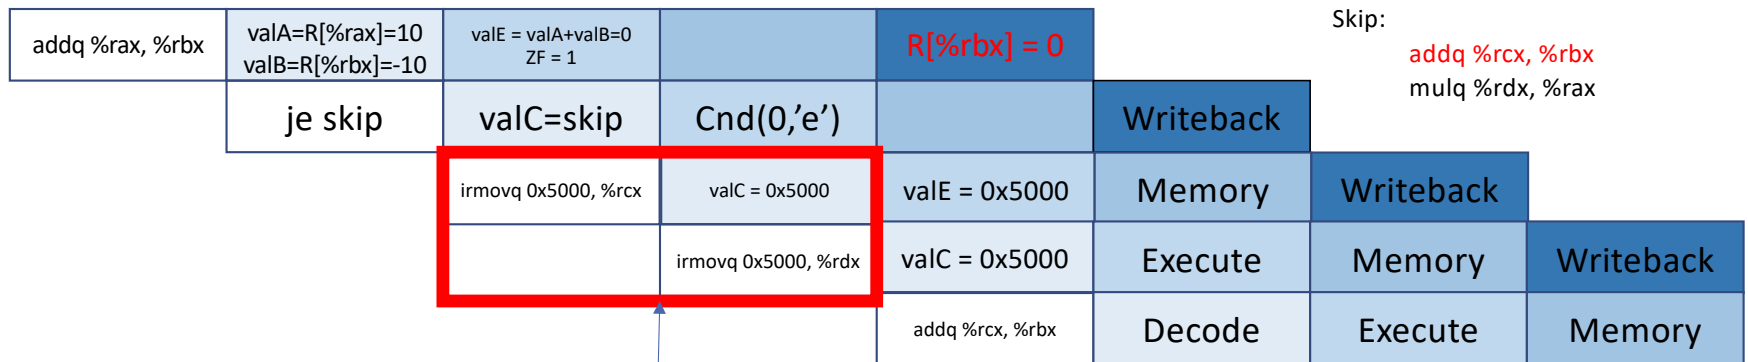 addq %rax, %rbx
valA=R[%rax]=10
valB=R[%rbx]=-10
valE = valA+valB=0
ZF = 1
R[%rbx] = 0
Skip:
addq %rcx, %rbx
mulq %rdx, %rax
je skip
valC=skip
Cnd(0,’e’)
Writeback
irmovq 0x5000, %rcx
valC = 0x5000
valE = 0x5000
Memory
Writeback
irmovq 0x5000, %rdx
valC = 0x5000
Execute
Memory
Writeback
addq %rcx, %rbx
Decode
Execute
Memory